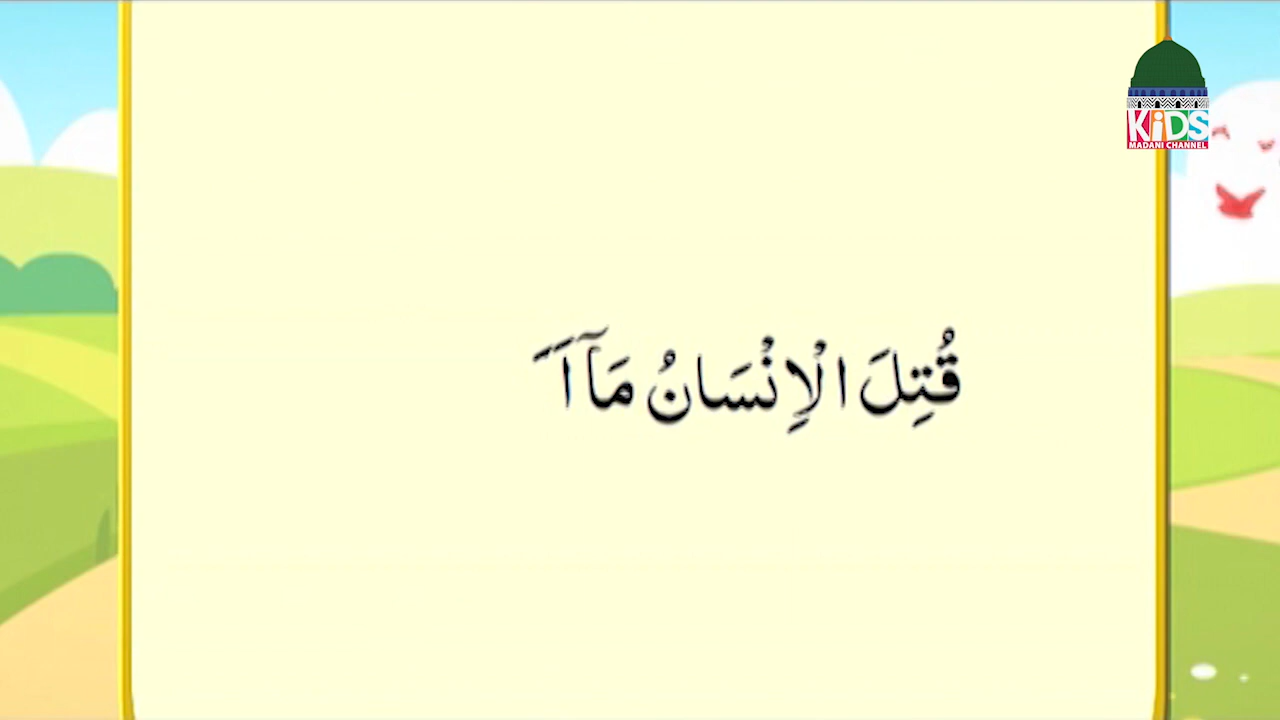 KiDS
MADANI CHANNEL
قُتِلَ الْاِنْسَانُ مَاۤ اَ